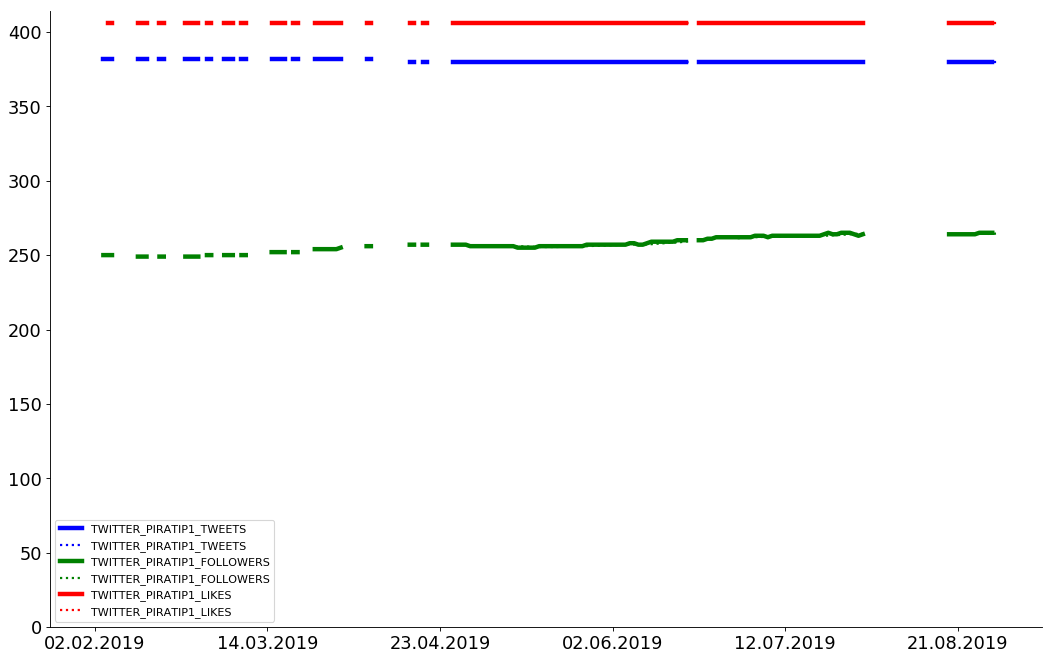 400
350
300
250
200
150
100
50
0
TWITTER_PIRATIP1_TWEETS
TWITTER_PIRATIP1_TWEETS
TWITTER_PIRATIP1_FOLLOWERS
TWITTER_PIRATIP1_FOLLOWERS
TWITTER_PIRATIP1_LIKES
TWITTER_PIRATIP1_LIKES
02.02.2019 14.03.2019 23.04.2019 02.06.2019 12.07.2019 21.08.2019